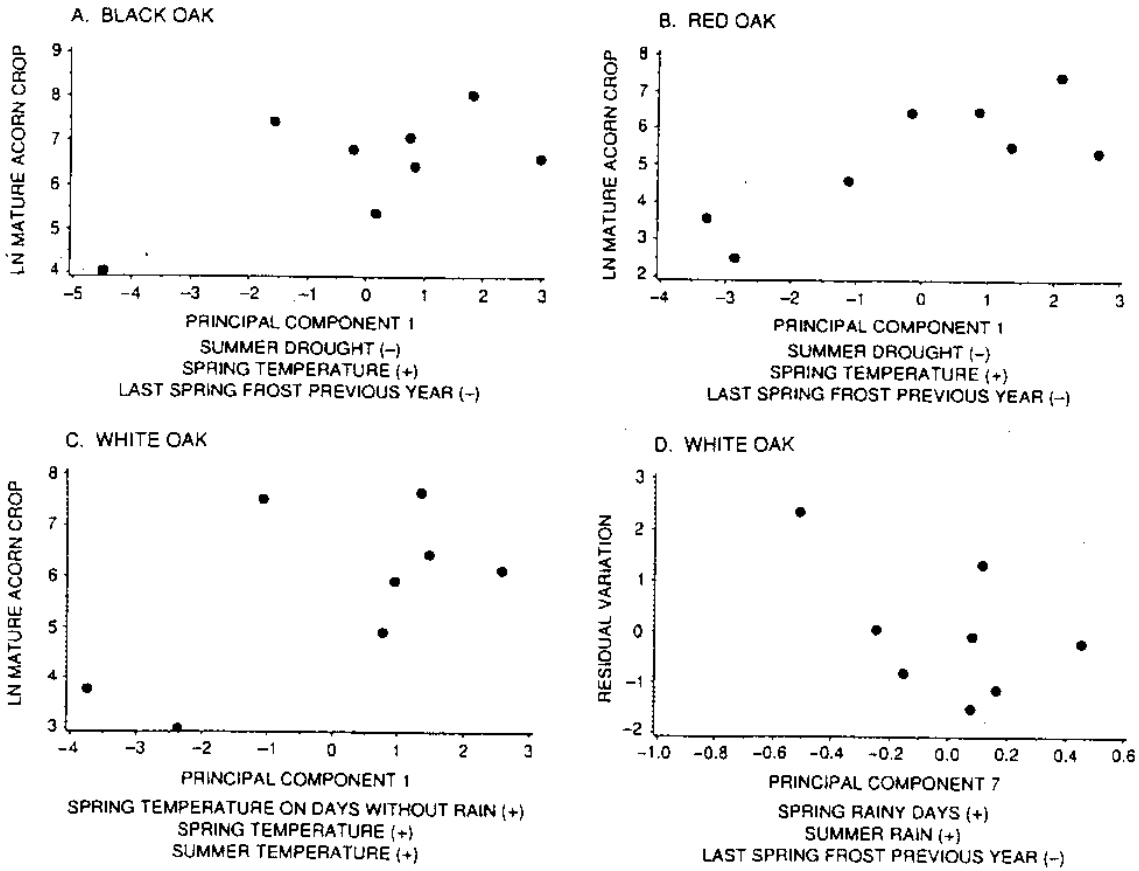 A. BLACK OAK
LN MATURE ACORN CROP
9
8
7
6
5
4
–5 –4 –3 –2 –1 0 1 2 3
PRINCIPAL COMPONENT 1
SUMMER DROUGHT (–)
SPRING TEMPERATURE (+)
LAST SPRING FROST PREVIOUS YEAR (–)
B. RED OAK
LN MATURE ACORN CROP
8
7
6
5
4
3
2
–4 –3 –2 –1 0 1 2 3
PRINCIPAL COMPONENT 1
SUMMER DROUGHT (–)
SPRING TEMPERATURE (+)
LAST SPRING FROST PREVIOUS YEAR (–)
C. WHITE OAK
LN MATURE ACORN CROP
8
7
6
5
4
3
–4 –3 –2 –1 0 1 2 3
PRINCIPAL COMPONENT 1
SPRING TEMPERATURE ON DAYS WITHOUT RAIN (+)
SPRING TEMPERATURE (+)
SUMMER TEMPERATURE (+)
D. WHITE OAK
RESIDUAL VARIATION
3
2
1
0
–1
–2
–1.0 –0.8 –0.6 –0.4 –0.2 0.0 0.2 0.4 0.6
PRINCIPAL COMPONENT 7
SPRING RAINY DAYS (+)
SUMMER RAIN (+)
LAST SPRING FROST PREVIOUS YEAR (–)